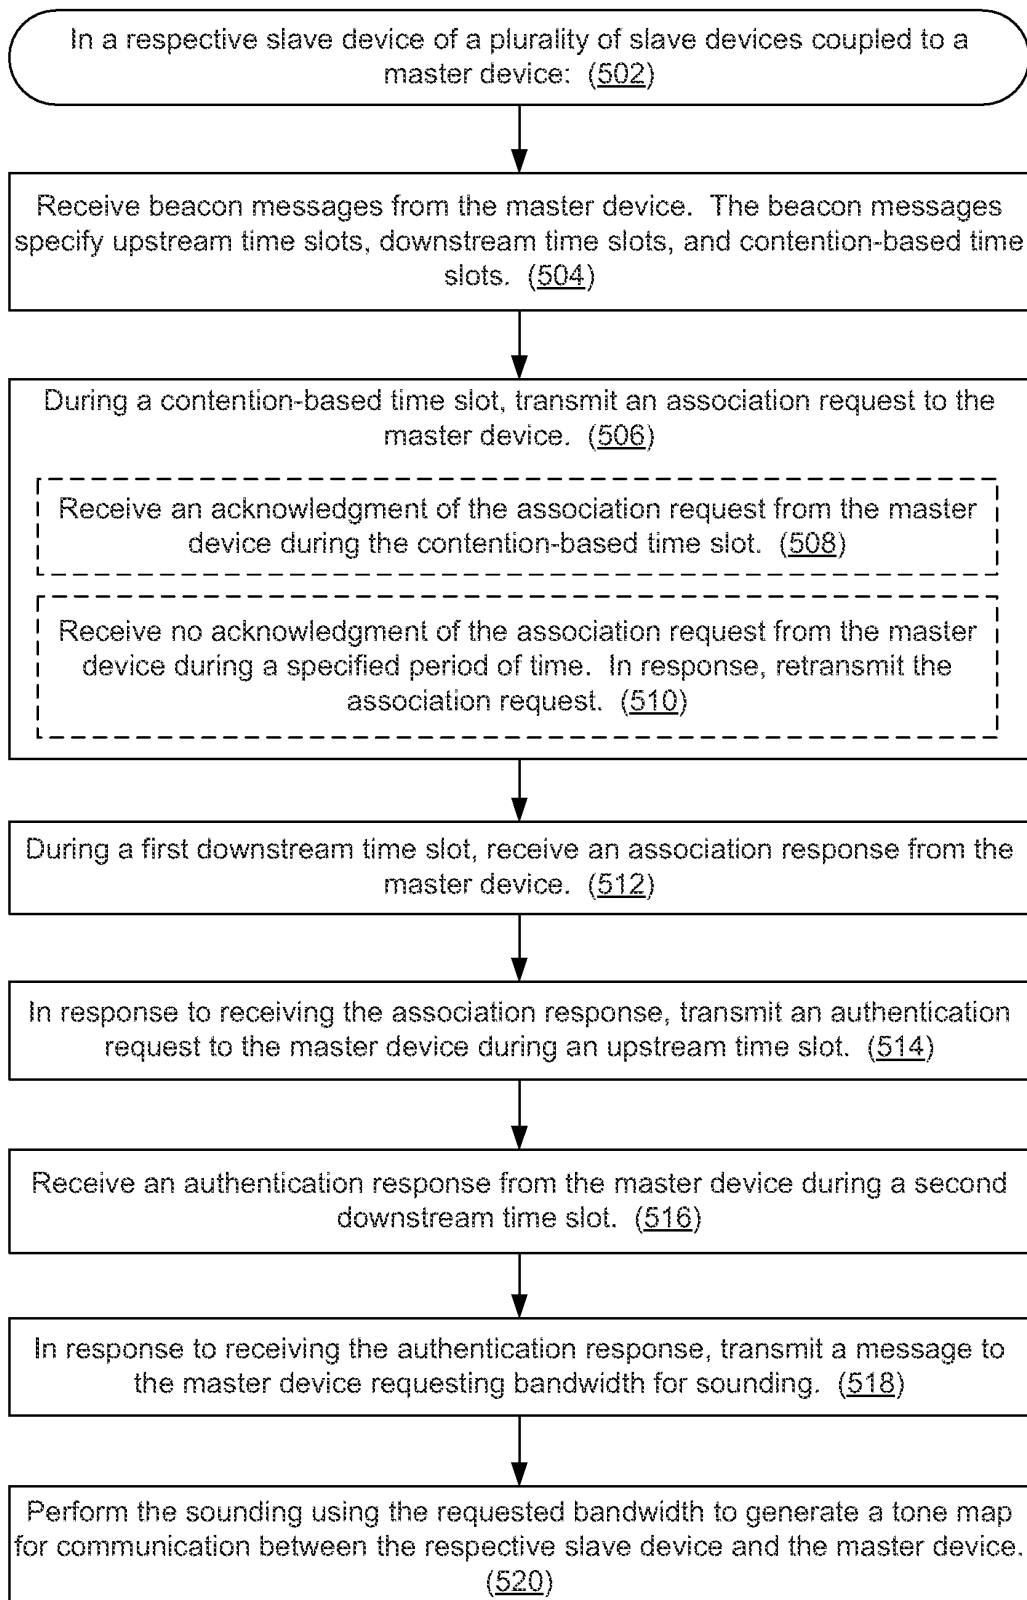 In a respective slave device of a plurality of slave devices coupled to a
master device:  (502)
Receive beacon messages from the master device.  The beacon messages
specify upstream time slots, downstream time slots, and contention-based time
slots.  (504)
During a contention-based time slot, transmit an association request to the
master device.  (506)
Receive an acknowledgment of the association request from the master
device during the contention-based time slot.  (508)
Receive no acknowledgment of the association request from the master
device during a specified period of time.  In response, retransmit the
association request.  (510)
During a first downstream time slot, receive an association response from the
master device.  (512)
In response to receiving the association response, transmit an authentication
request to the master device during an upstream time slot.  (514)
Receive an authentication response from the master device during a second
downstream time slot.  (516)
In response to receiving the authentication response, transmit a message to
the master device requesting bandwidth for sounding.  (518)
Perform the sounding using the requested bandwidth to generate a tone map
for communication between the respective slave device and the master device.
(520)